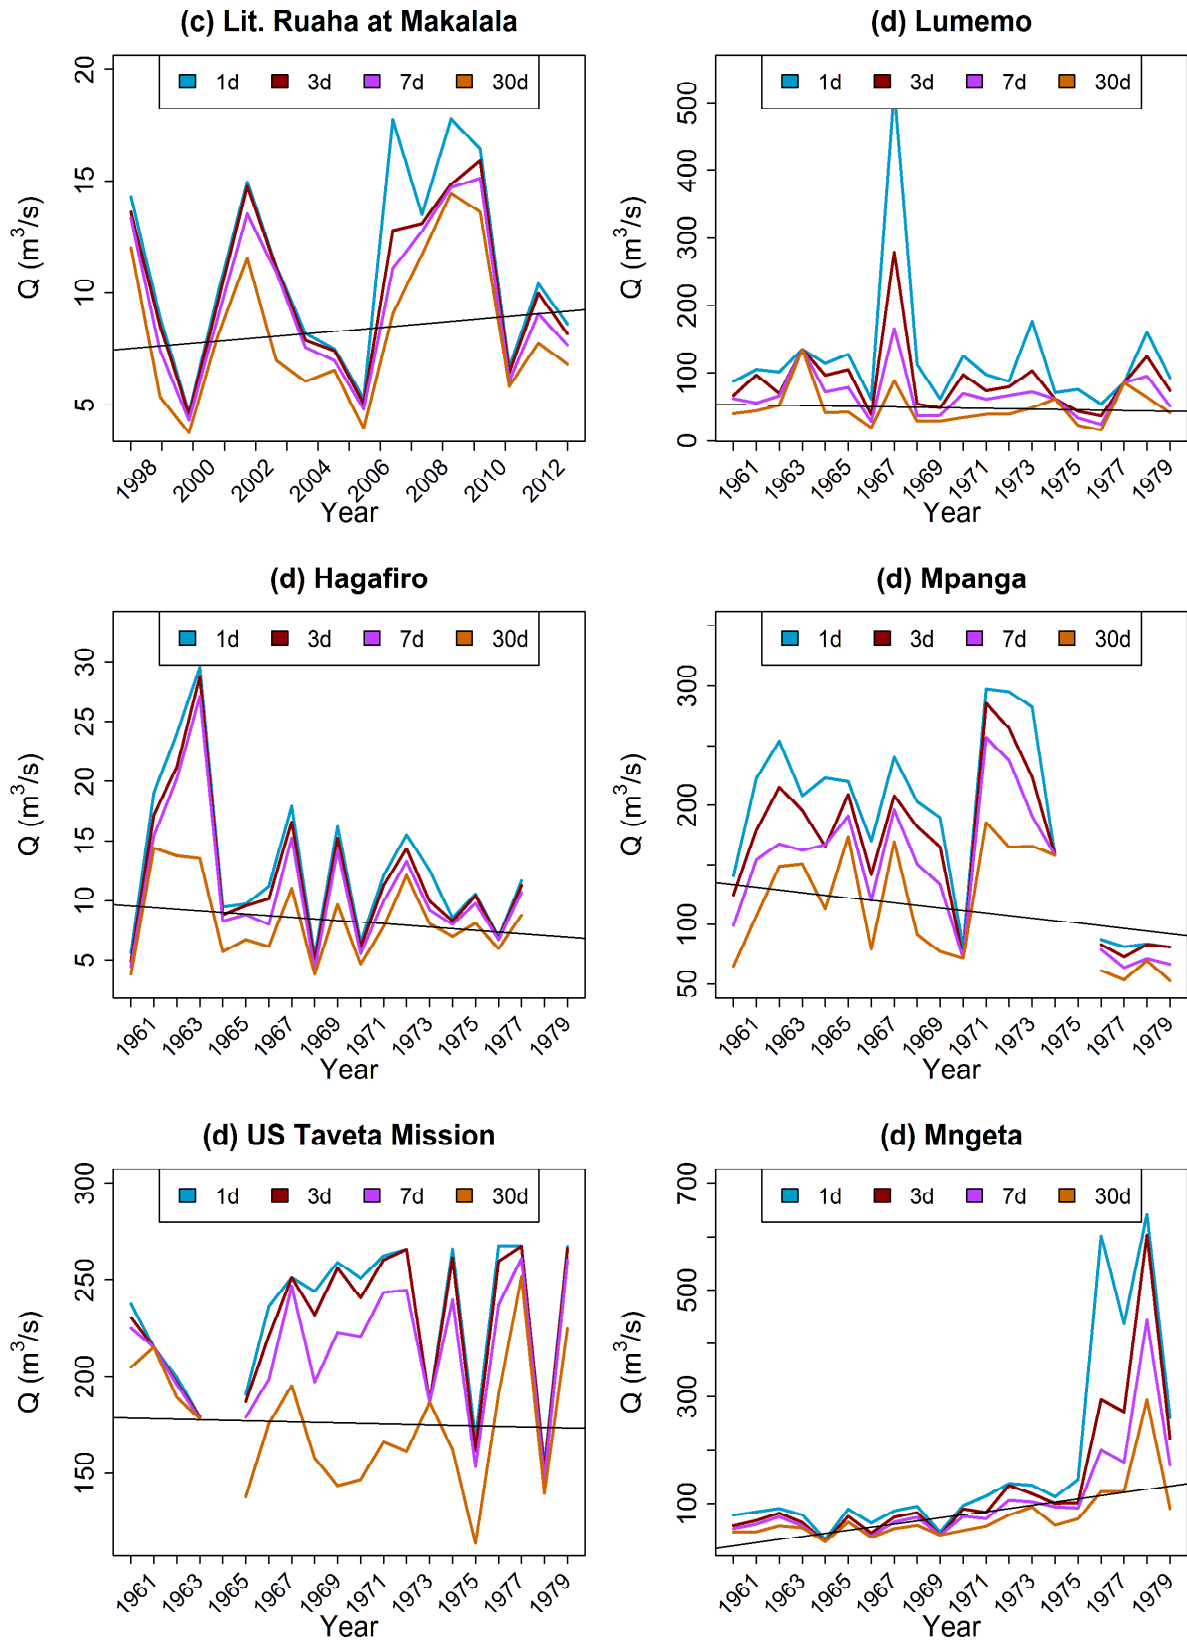 (c) Lit. Ruaha at Makalala
1d 3d 7d 30d
Q (m³/s)
20
15
10
5
1998 2000 2002 2004 2006 2008 2010 2012
Year
(d) Lumemo
1d 3d 7d 30d
Q (m³/s)
500
400
300
200
100
0
1961 1963 1965 1967 1969 1971 1973 1975 1977 1979
Year
(d) Hagafiro
1d 3d 7d 30d
Q (m³/s)
30
25
20
15
10
5
1961 1963 1965 1967 1969 1971 1973 1975 1977 1979
Year
(d) Mpanga
1d 3d 7d 30d
Q (m³/s)
300
200
100
50
1961 1963 1965 1967 1969 1971 1973 1975 1977 1979
Year
(d) US Taveta Mission
1d 3d 7d 30d
Q (m³/s)
300
250
200
150
1961 1963 1965 1967 1969 1971 1973 1975 1977 1979
Year
(d) Mngeta
1d 3d 7d 30d
Q (m³/s)
700
500
300
100
1961 1963 1965 1967 1969 1971 1973 1975 1977 1979
Year